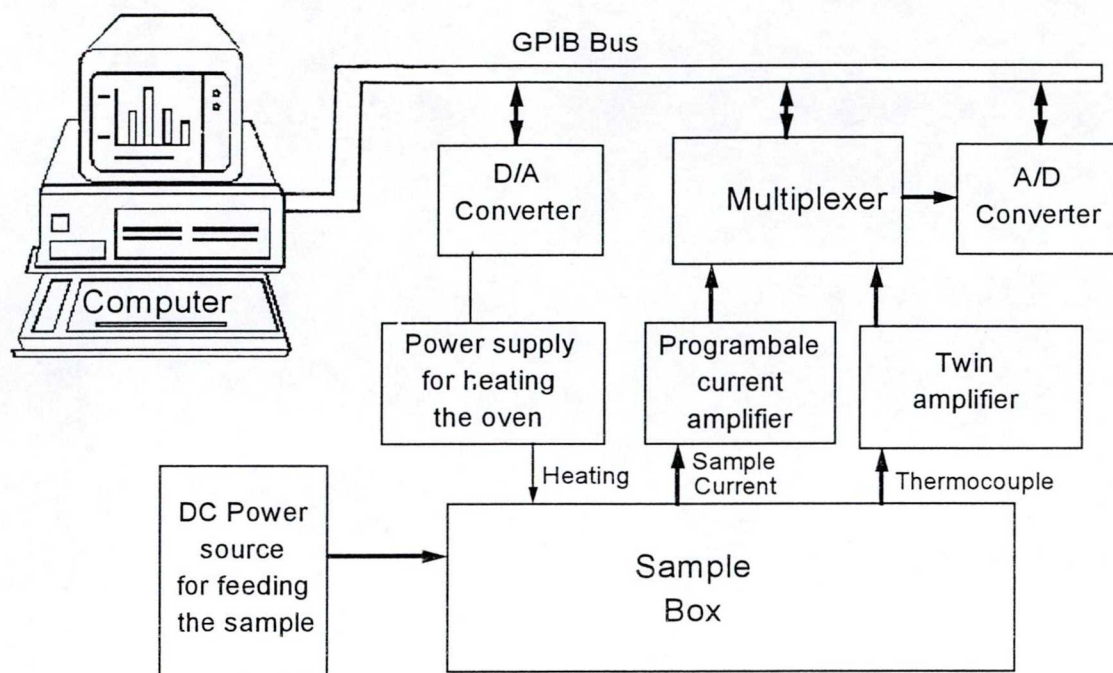 GPIB Bus
D/A
Converter
Multiplexer
A/D
Converter
Computer
Power supply
for heating
the oven
Programbale
current
amplifier
Twin
amplifier
Heating
Sample
Current
Thermocouple
DC Power
source
for feeding
the sample
Sample
Box